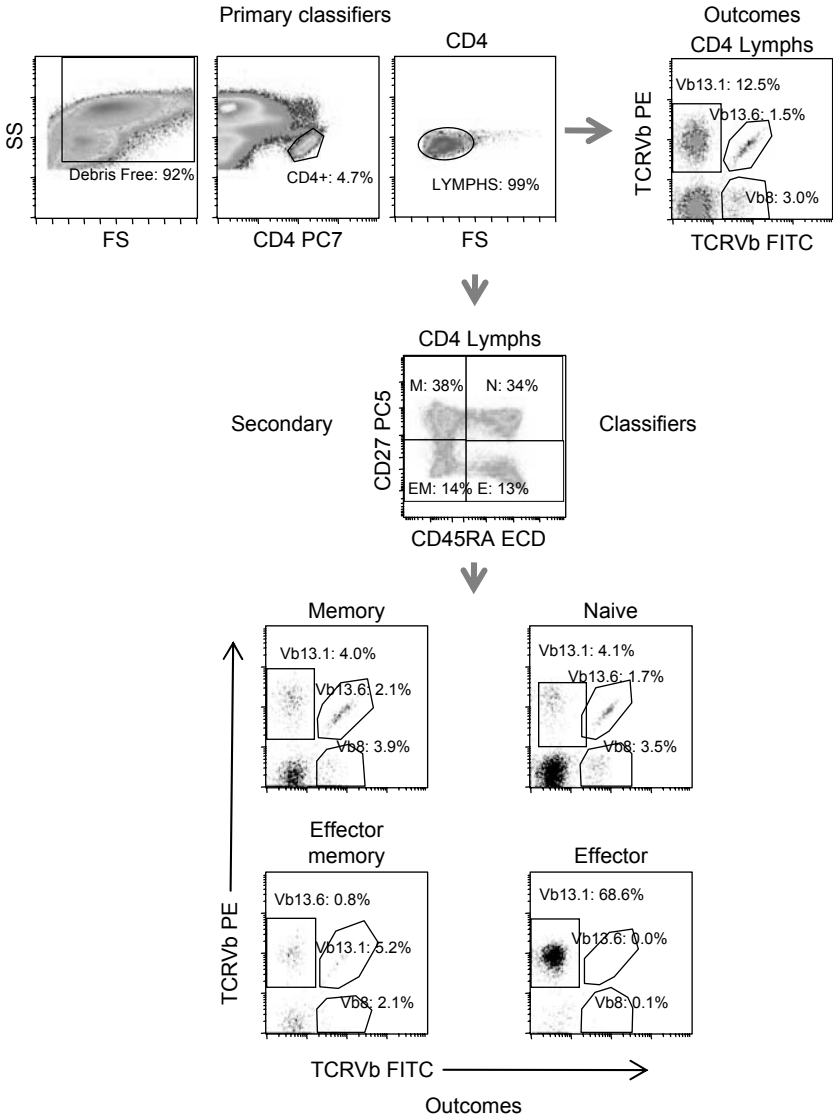 Primary classifiers
Outcomes
CD4
CD4 Lymphs
SS
Debris Free: 92%
FS
CD4+: 4.7%
CD4 PC7
LYMPHS: 99%
FS
TCRVb PE
Vb13.1: 12.5%
Vb13.6: 1.5%
Vb8: 3.0%
TCRVb FITC
CD4 Lymphs
Secondary
Classifiers
CD27 PC5
M: 38%
N: 34%
EM: 14%
E: 13%
CD45RA ECD
Memory
Naive
Vb13.1: 4.0%
Vb13.6: 2.1%
Vb8: 3.9%
Vb13.1: 4.1%
Vb13.6: 1.7%
Vb8: 3.5%
Effector
memory
Effector
TCRVb PE
Vb13.6: 0.8%
Vb13.1: 5.2%
Vb8: 2.1%
Vb13.1: 68.6%
Vb13.6: 0.0%
Vb8: 0.1%
TCRVb FITC
Outcomes